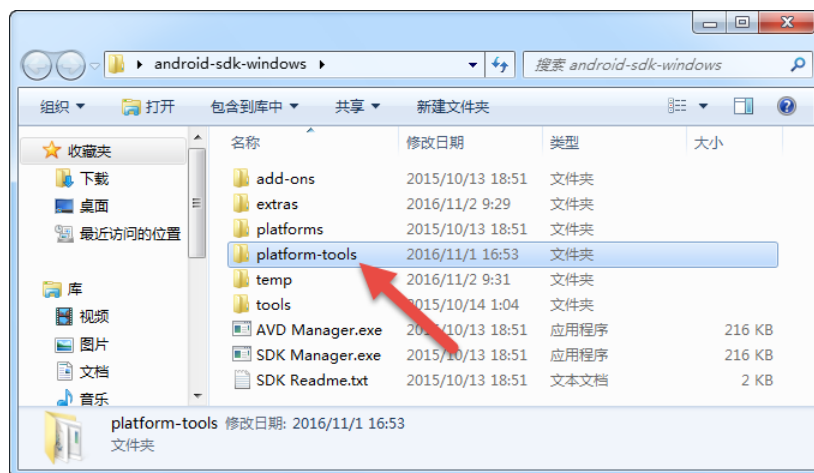 android-sdk-windows
搜索 android-sdk-windows
组织 打开 包含到库中 共享 新建文件夹
收藏夹
下载
桌面
最近访问的位置
库
视频
图片
文档
音乐
名称 修改日期 类型 大小
add-ons 2015/10/13 18:51 文件夹
extras 2016/11/2 9:29 文件夹
platforms 2015/10/13 18:51 文件夹
platform-tools 2016/11/1 16:53 文件夹
temp 2016/11/2 9:31 文件夹
tools 2015/10/14 1:04 文件夹
AVD Manager.exe 2015/10/13 18:51 应用程序 216 KB
SDK Manager.exe 2015/10/13 18:51 应用程序 216 KB
SDK Readme.txt 2015/10/13 18:51 文本文档 2 KB
platform-tools 修改日期: 2016/11/1 16:53
文件夹